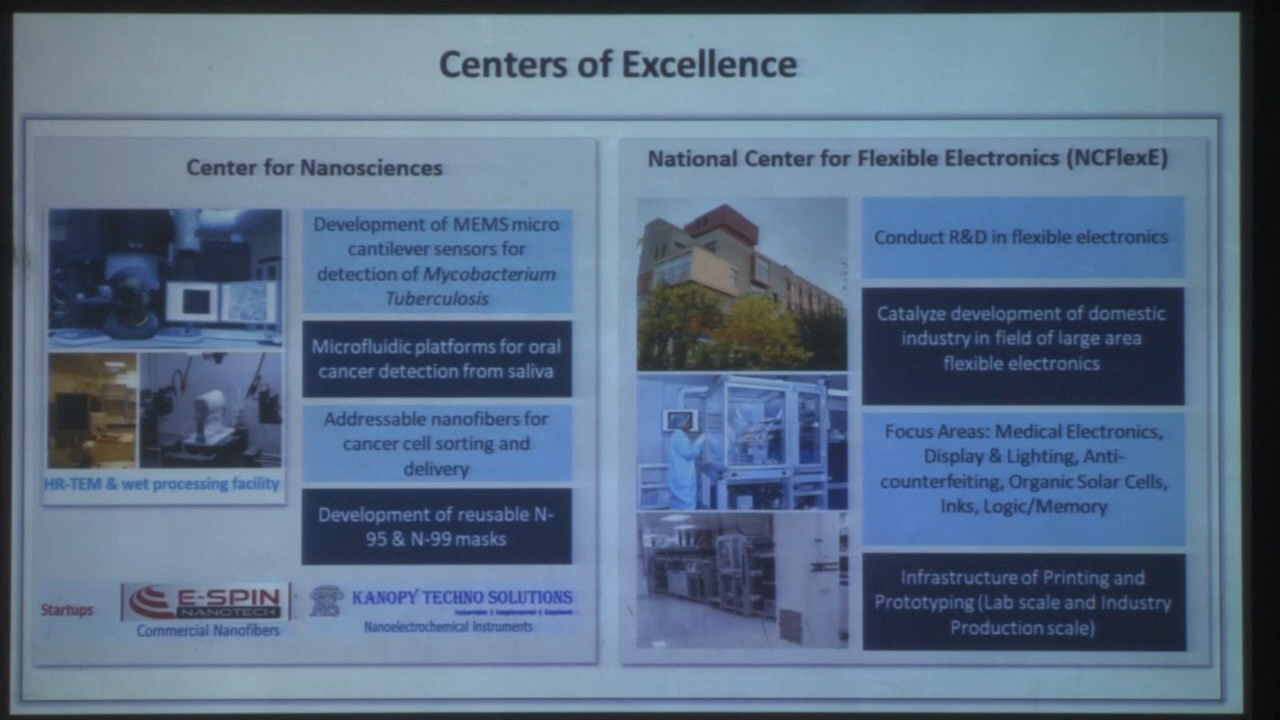 Centers of Excellence
Center for Nanosciences
Development of MEMS micro
cantilever sensors for
detection of Mycobacterium
Tuberculosis
Microfluidic platforms for oral
cancer detection from saliva
Addressable nanofibers for
cancer cell sorting and
delivery
HR-TEM & wet processing facility
Development of reusable N-
95 & N-99 masks
Startups
E-SPIN
NANOTECH
Commercial Nanofibers
KANOPY TECHNO SOLUTIONS
Nanoelectrochemical Instruments
National Center for Flexible Electronics (NCFlexE)
Conduct R&D in flexible electronics
Catalyze development of domestic
industry in field of large area
flexible electronics
Focus Areas: Medical Electronics,
Display & Lighting, Anti-
counterfeiting, Organic Solar Cells,
Inks, Logic/Memory
Infrastructure of Printing and
Prototyping (Lab scale and Industry
Production scale)